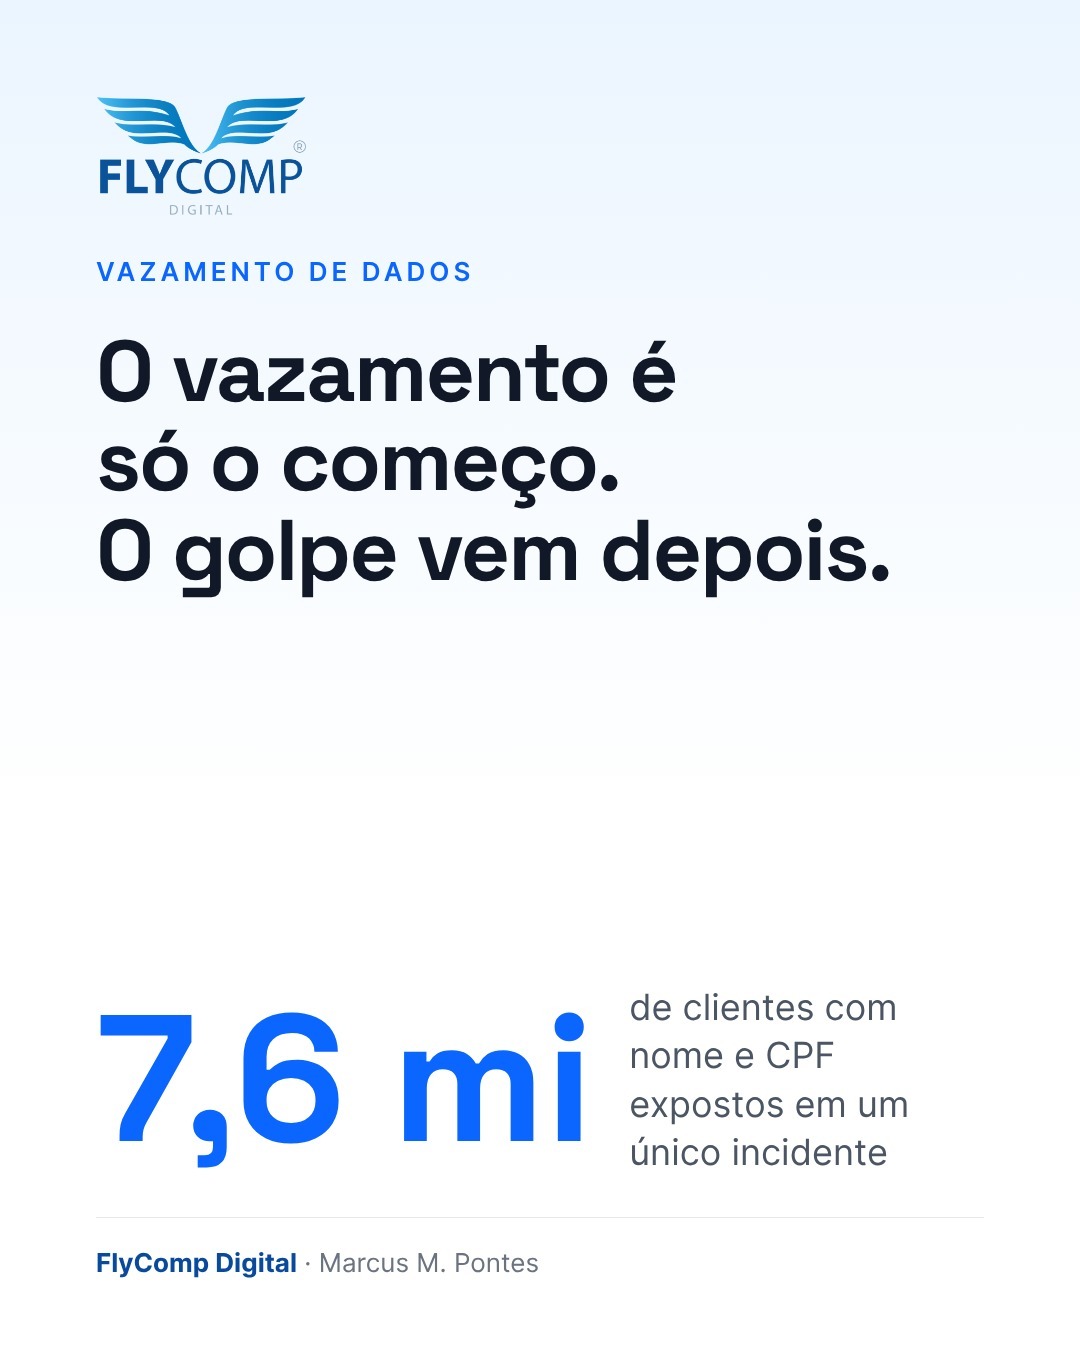 FLYCOMP
®
DIGITAL
VAZAMENTO DE DADOS
O vazamento é
só o começo.
O golpe vem depois.
7,6 mi
de clientes com
nome e CPF
expostos em um
único incidente
FlyComp Digital · Marcus M. Pontes